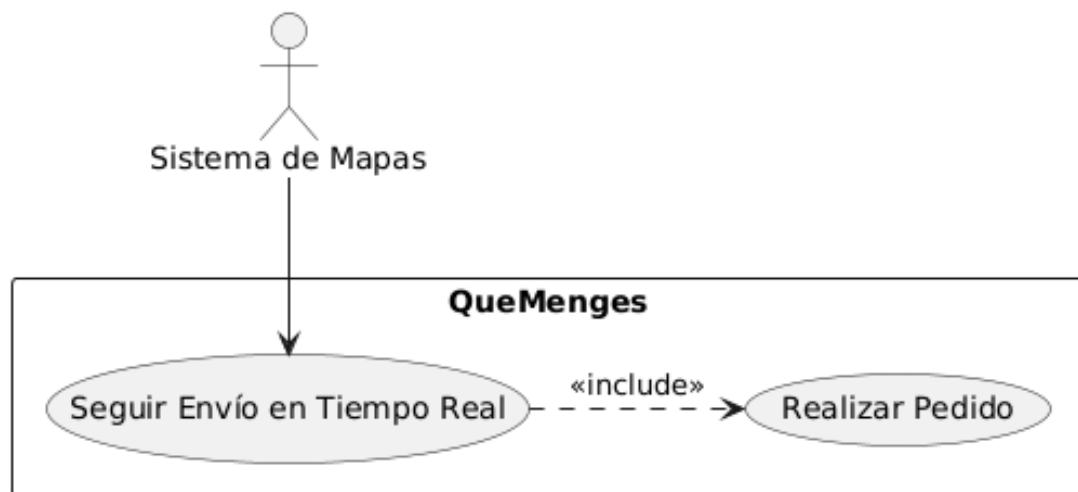 Sistema de Mapas
QueMenges
«include»
Seguir Envío en Tiempo Real
Realizar Pedido